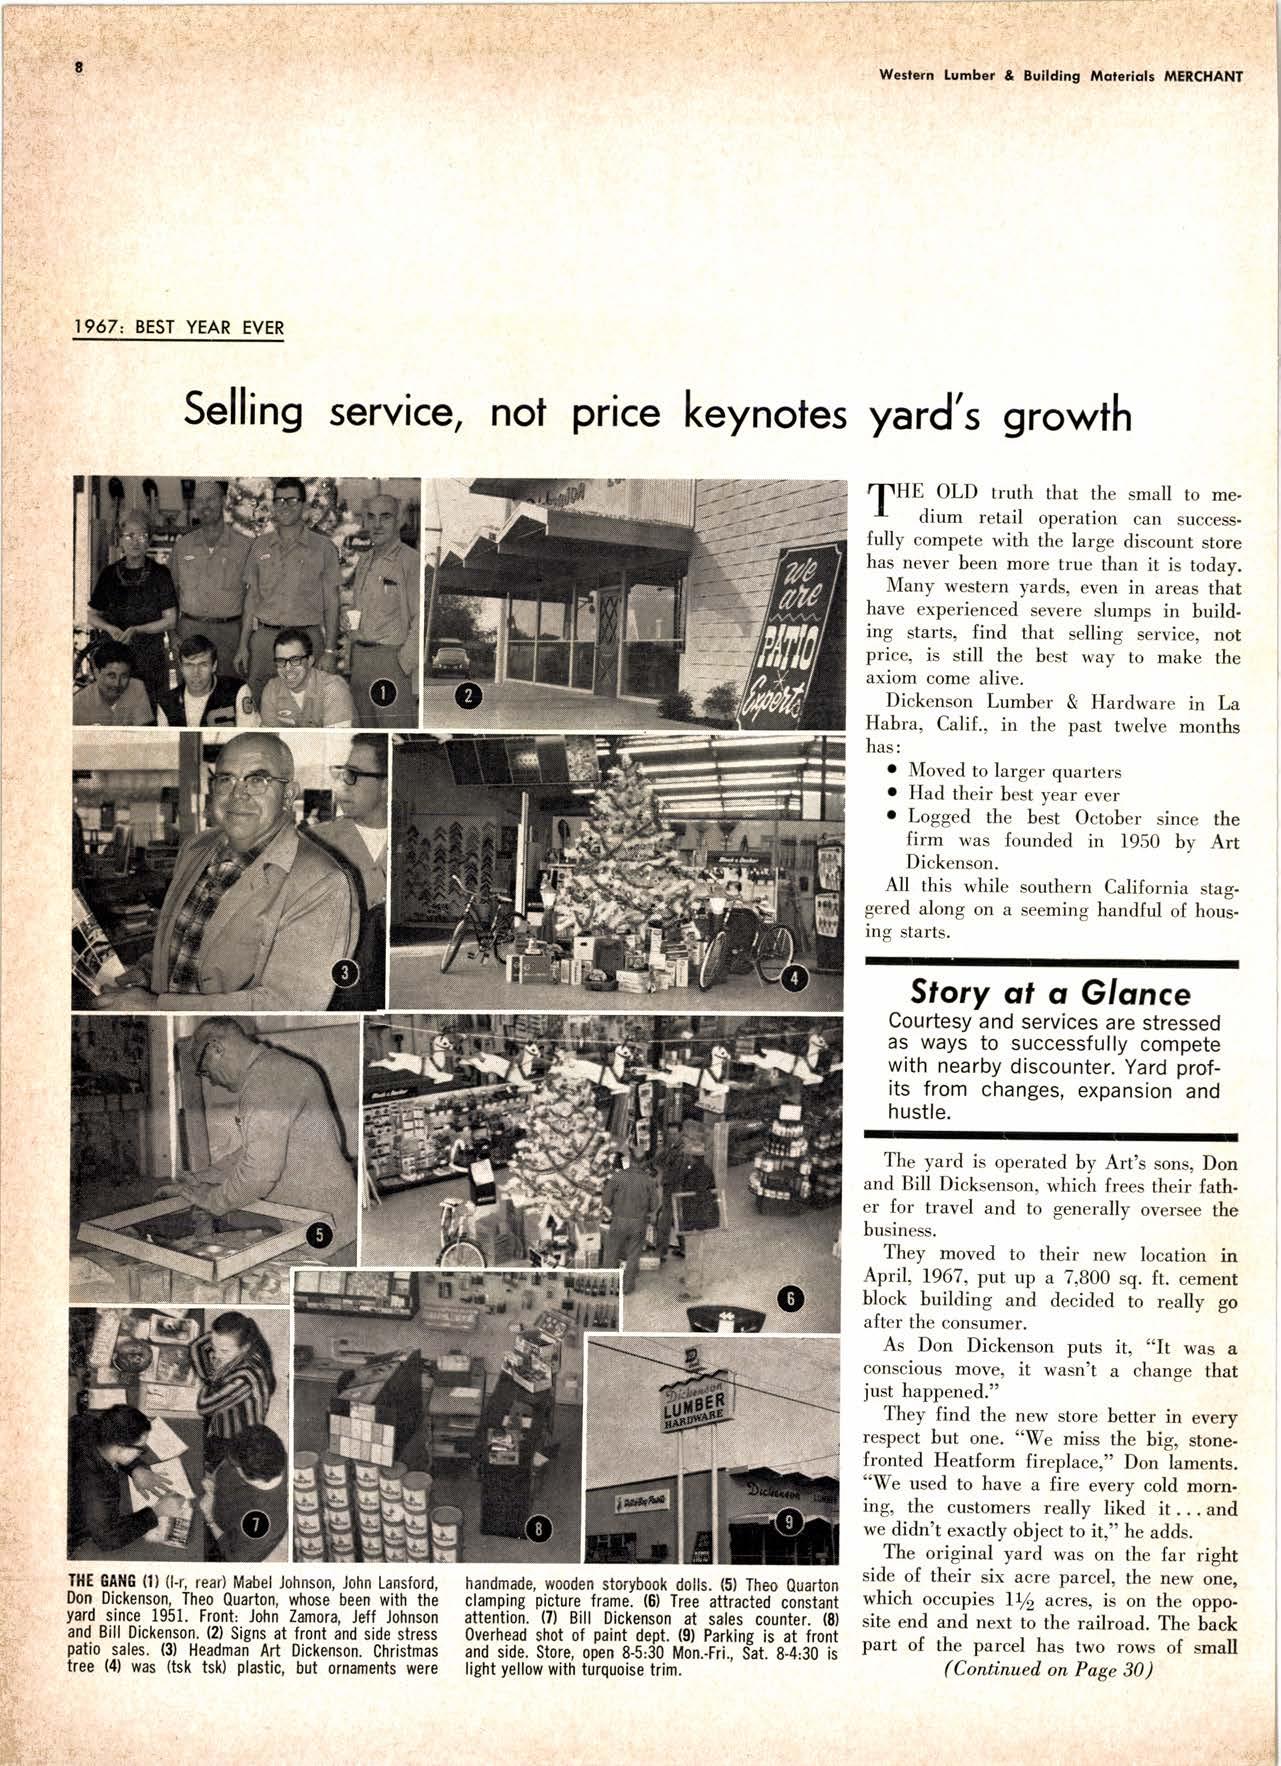 8
Western Lumber & Building Materials MERCHANT
1967: BEST YEAR EVER
Selling service, not price keynotes yard's growth
We
are
PATIO
Experts
1
2
3
4
5
6
7
8
9
Dickenson
LUMBER
HARDWARE
Dickenson
THE GANG (1) (l-r, rear) Mabel Johnson, John Lansford,
Don Dickenson, Theo Quarton, whose been with the
yard since 1951. Front: John Zamora, Jeff Johnson
and Bill Dickenson. (2) Signs at front and side stress
patio sales. (3) Headman Art Dickenson. Christmas
tree (4) was (tsk tsk) plastic, but ornaments were
handmade, wooden storybook dolls. (5) Theo Quarton
clamping picture frame. (6) Tree attracted constant
attention. (7) Bill Dickenson at sales counter. (8)
Overhead shot of paint dept. (9) Parking is at front
and side. Store, open 8-5:30 Mon.-Fri., Sat. 8-4:30 is
light yellow with turquoise trim.
THE OLD truth that the small to me-
dium retail operation can success-
fully compete with the large discount store
has never been more true than it is today.
Many western yards, even in areas that
have experienced severe slumps in build-
ing starts, find that selling service, not
price, is still the best way to make the
axiom come alive.
Dickenson Lumber & Hardware in La
Habra, Calif., in the past twelve months
has:
• Moved to larger quarters
• Had their best year ever
• Logged the best October since the
firm was founded in 1950 by Art
Dickenson.
All this while southern California stag-
gered along on a seeming handful of hous-
ing starts.
Story at a Glance
Courtesy and services are stressed
as ways to successfully compete
with nearby discounter. Yard prof-
its from changes, expansion and
hustle.
The yard is operated by Art's sons, Don
and Bill Dicksenson, which frees their fath-
er for travel and to generally oversee the
business.
They moved to their new location in
April, 1967, put up a 7,800 sq. ft. cement
block building and decided to really go
after the consumer.
As Don Dickenson puts it, "It was a
conscious move, it wasn't a change that
just happened."
They find the new store better in every
respect but one. "We miss the big, stone-
fronted Heatform fireplace," Don laments.
"We used to have a fire every cold morn-
ing, the customers really liked it . . . and
we didn't exactly object to it," he adds.
The original yard was on the far right
side of their six acre parcel, the new one,
which occupies 1½ acres, is on the oppo-
site end and next to the railroad. The back
part of the parcel has two rows of small
(Continued on Page 30)